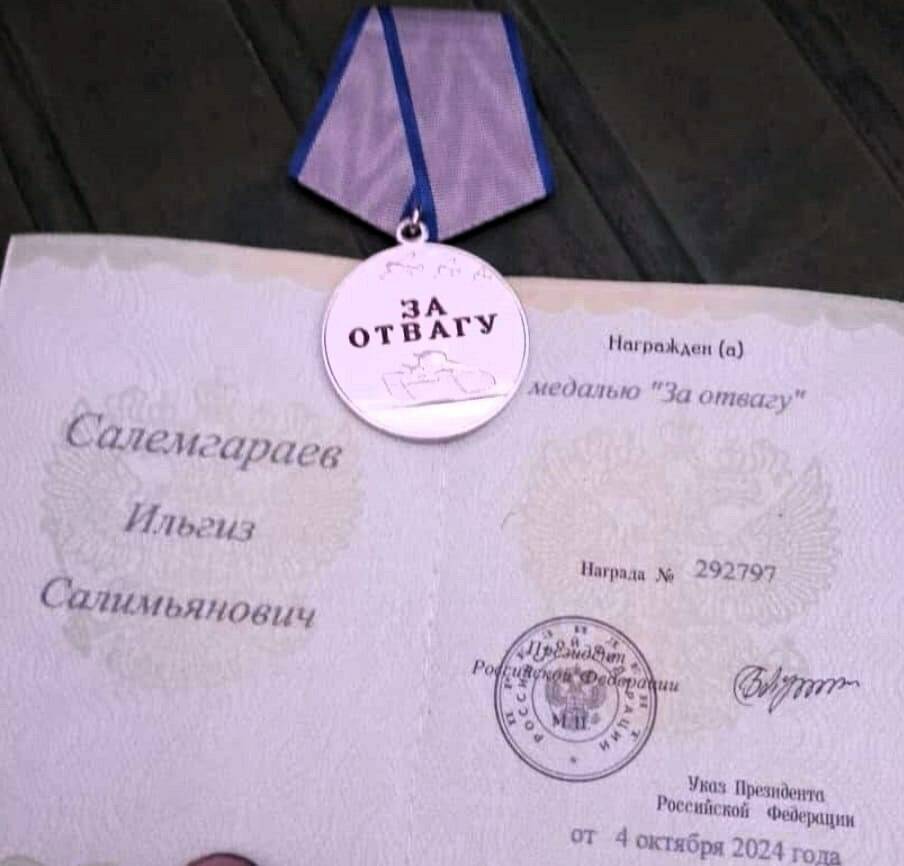 ЗА
ОТВАГУ
Салемгараев
Ильгиз
Салимьянович
Награжден (а)
медалью "За отвагу"
Награда № 292797
Президент
Российской Федерации
М.П.
Указ Президента
Российской Федерации
от 4 октября 2024 года